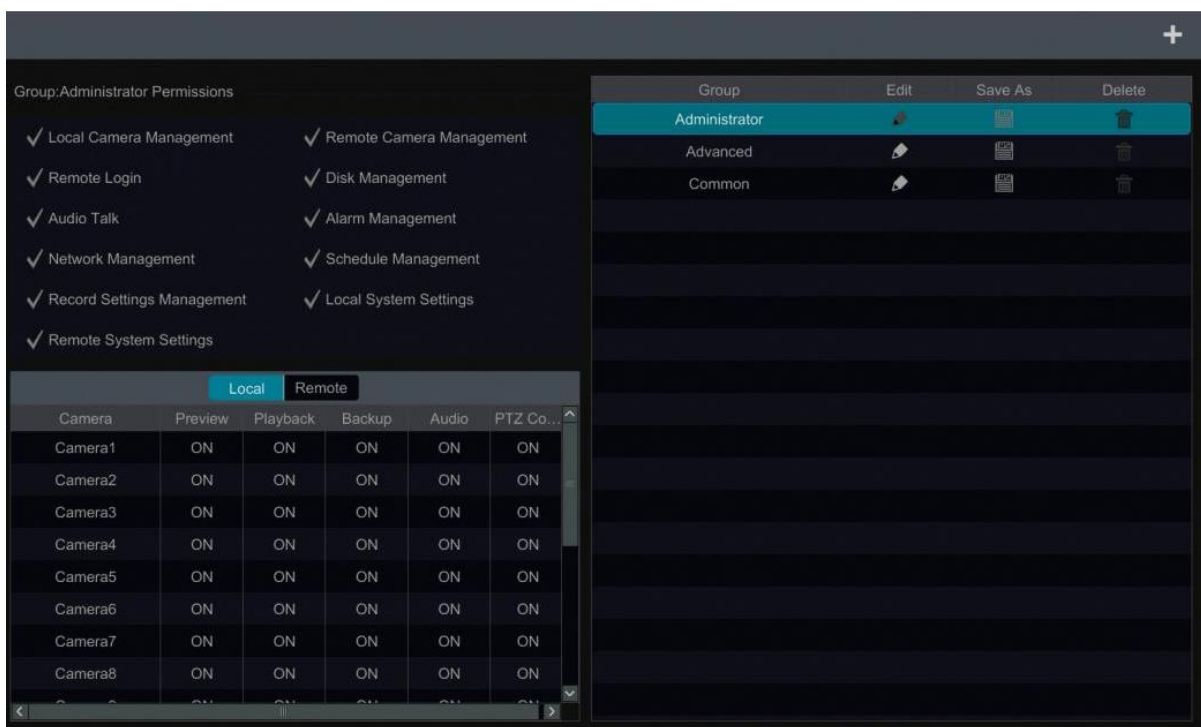 Group:Administrator Permissions
Local Camera Management
Remote Camera Management
Remote Login
Disk Management
Audio Talk
Alarm Management
Network Management
Schedule Management
Record Settings Management
Local System Settings
Remote System Settings
Local Remote
Camera Preview Playback Backup Audio PTZ Co...
Camera1 ON ON ON ON ON
Camera2 ON ON ON ON ON
Camera3 ON ON ON ON ON
Camera4 ON ON ON ON ON
Camera5 ON ON ON ON ON
Camera6 ON ON ON ON ON
Camera7 ON ON ON ON ON
Camera8 ON ON ON ON ON
Group Edit Save As Delete
Administrator
Advanced
Common